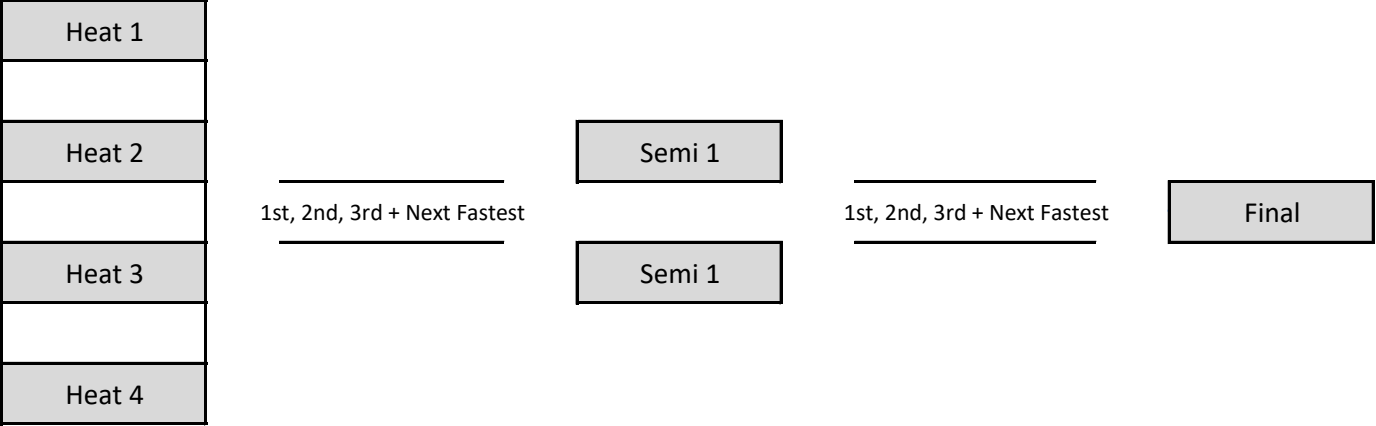 Heat 1
Heat 2
Semi 1
1st, 2nd, 3rd + Next Fastest
1st, 2nd, 3rd + Next Fastest
Final
Heat 3
Semi 1
Heat 4